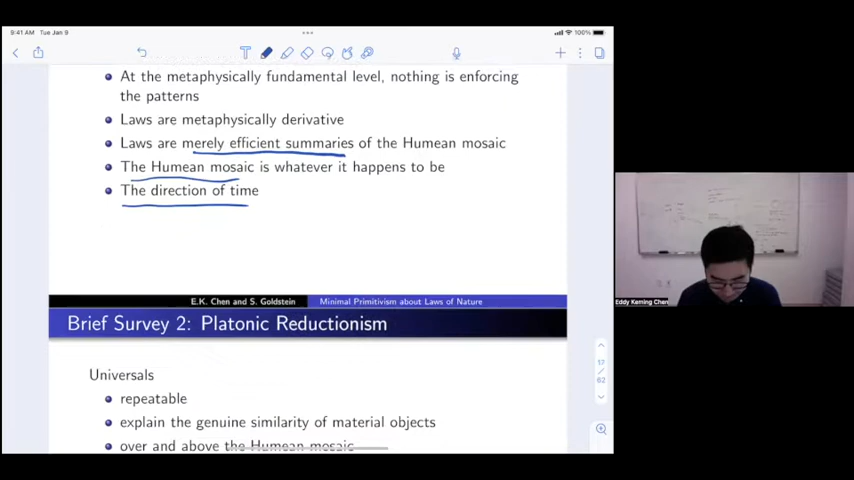 9:41 AM Tue Jan 9
100%
At the metaphysically fundamental level, nothing is enforcing
the patterns
Laws are metaphysically derivative
Laws are merely efficient summaries of the Humean mosaic
The Humean mosaic is whatever it happens to be
The direction of time
E.K. Chen and S. Goldstein
Minimal Primitivism about Laws of Nature
Brief Survey 2: Platonic Reductionism
Universals
repeatable
explain the genuine similarity of material objects
over and above the Humean mosaic
12
/
62
Eddy Keming Chen